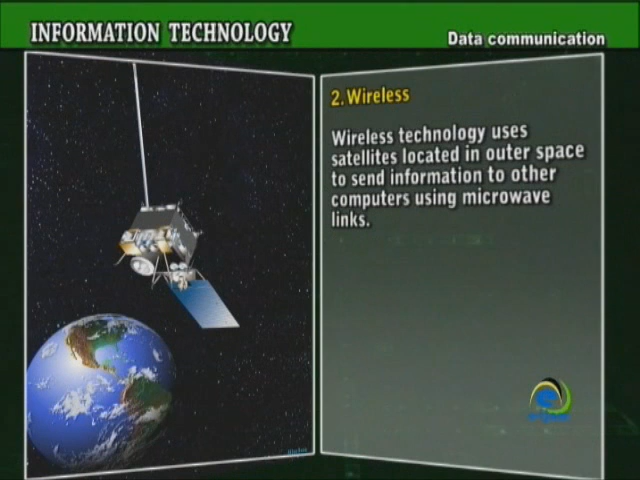 INFORMATION TECHNOLOGY
Data communication
2. Wireless
Wireless technology uses
satellites located in outer space
to send information to other
computers using microwave
links.